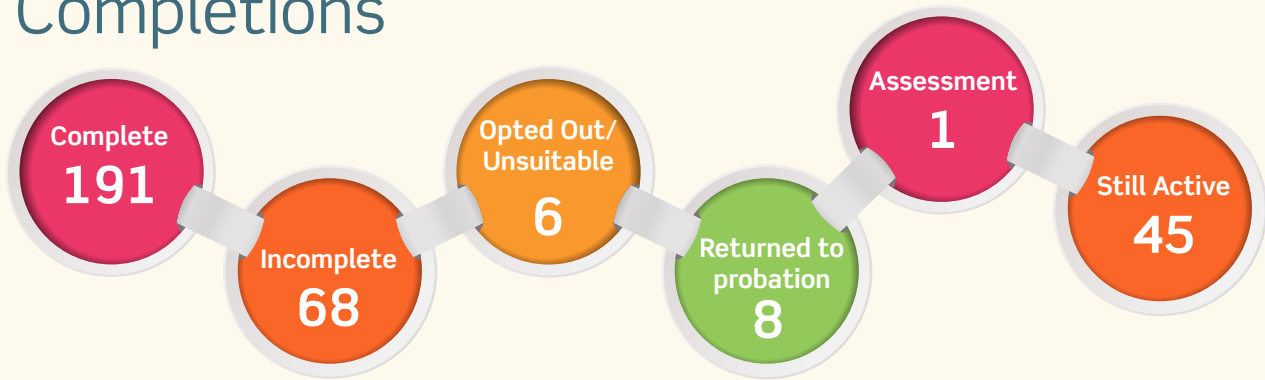 Completions
Complete
191
Incomplete
68
Opted Out/
Unsuitable
6
Returned to
probation
8
Assessment
1
Still Active
45